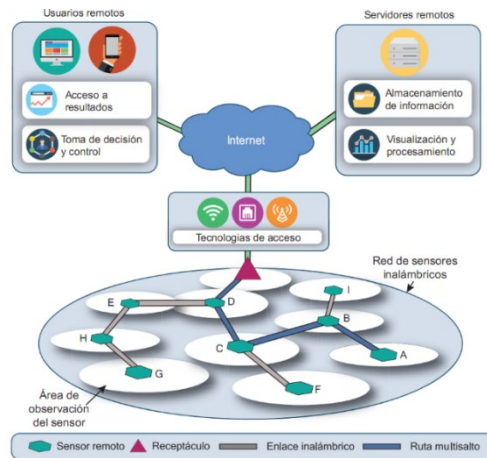 Usuarios remotos
Acceso a
resultados
Toma de decisión
y control
Servidores remotos
Almacenamiento
de información
Visualización y
procesamiento
Internet
Tecnologías de acceso
Red de sensores
inalámbricos
E
D
I
B
H
C
A
G
F
Área de
observación
del sensor
Sensor remoto
Receptáculo
Enlace inalámbrico
Ruta multisalto